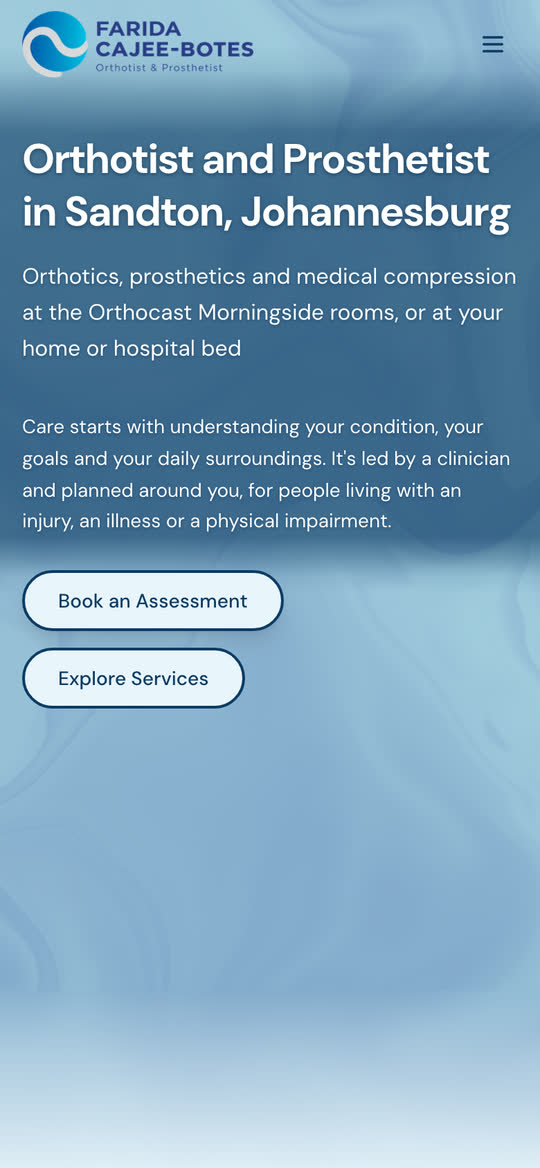 FARIDA
CAJEE-BOTES
Orthotist & Prosthetist
Orthotist and Prosthetist
in Sandton, Johannesburg
Orthotics, prosthetics and medical compression
at the Orthocast Morningside rooms, or at your
home or hospital bed
Care starts with understanding your condition, your
goals and your daily surroundings. It's led by a clinician
and planned around you, for people living with an
injury, an illness or a physical impairment.
Book an Assessment
Explore Services